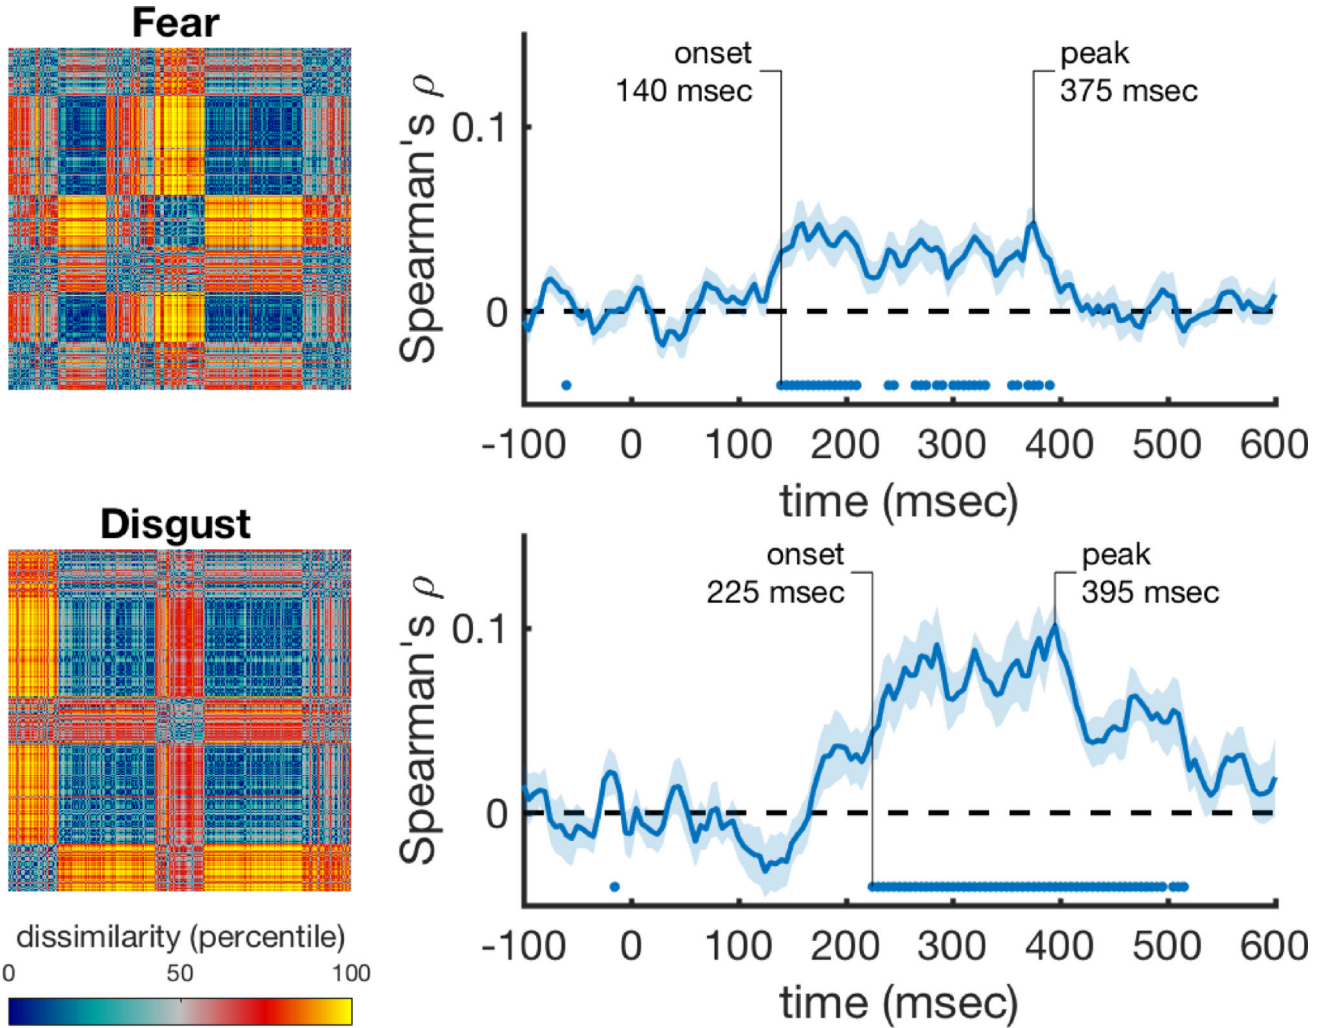 Fear
onset
140 msec
peak
375 msec
Spearman's ρ
0.1
0
-100 0 100 200 300 400 500 600
time (msec)
Disgust
onset
225 msec
peak
395 msec
Spearman's ρ
0.1
0
-100 0 100 200 300 400 500 600
time (msec)
dissimilarity (percentile)
0 50 100